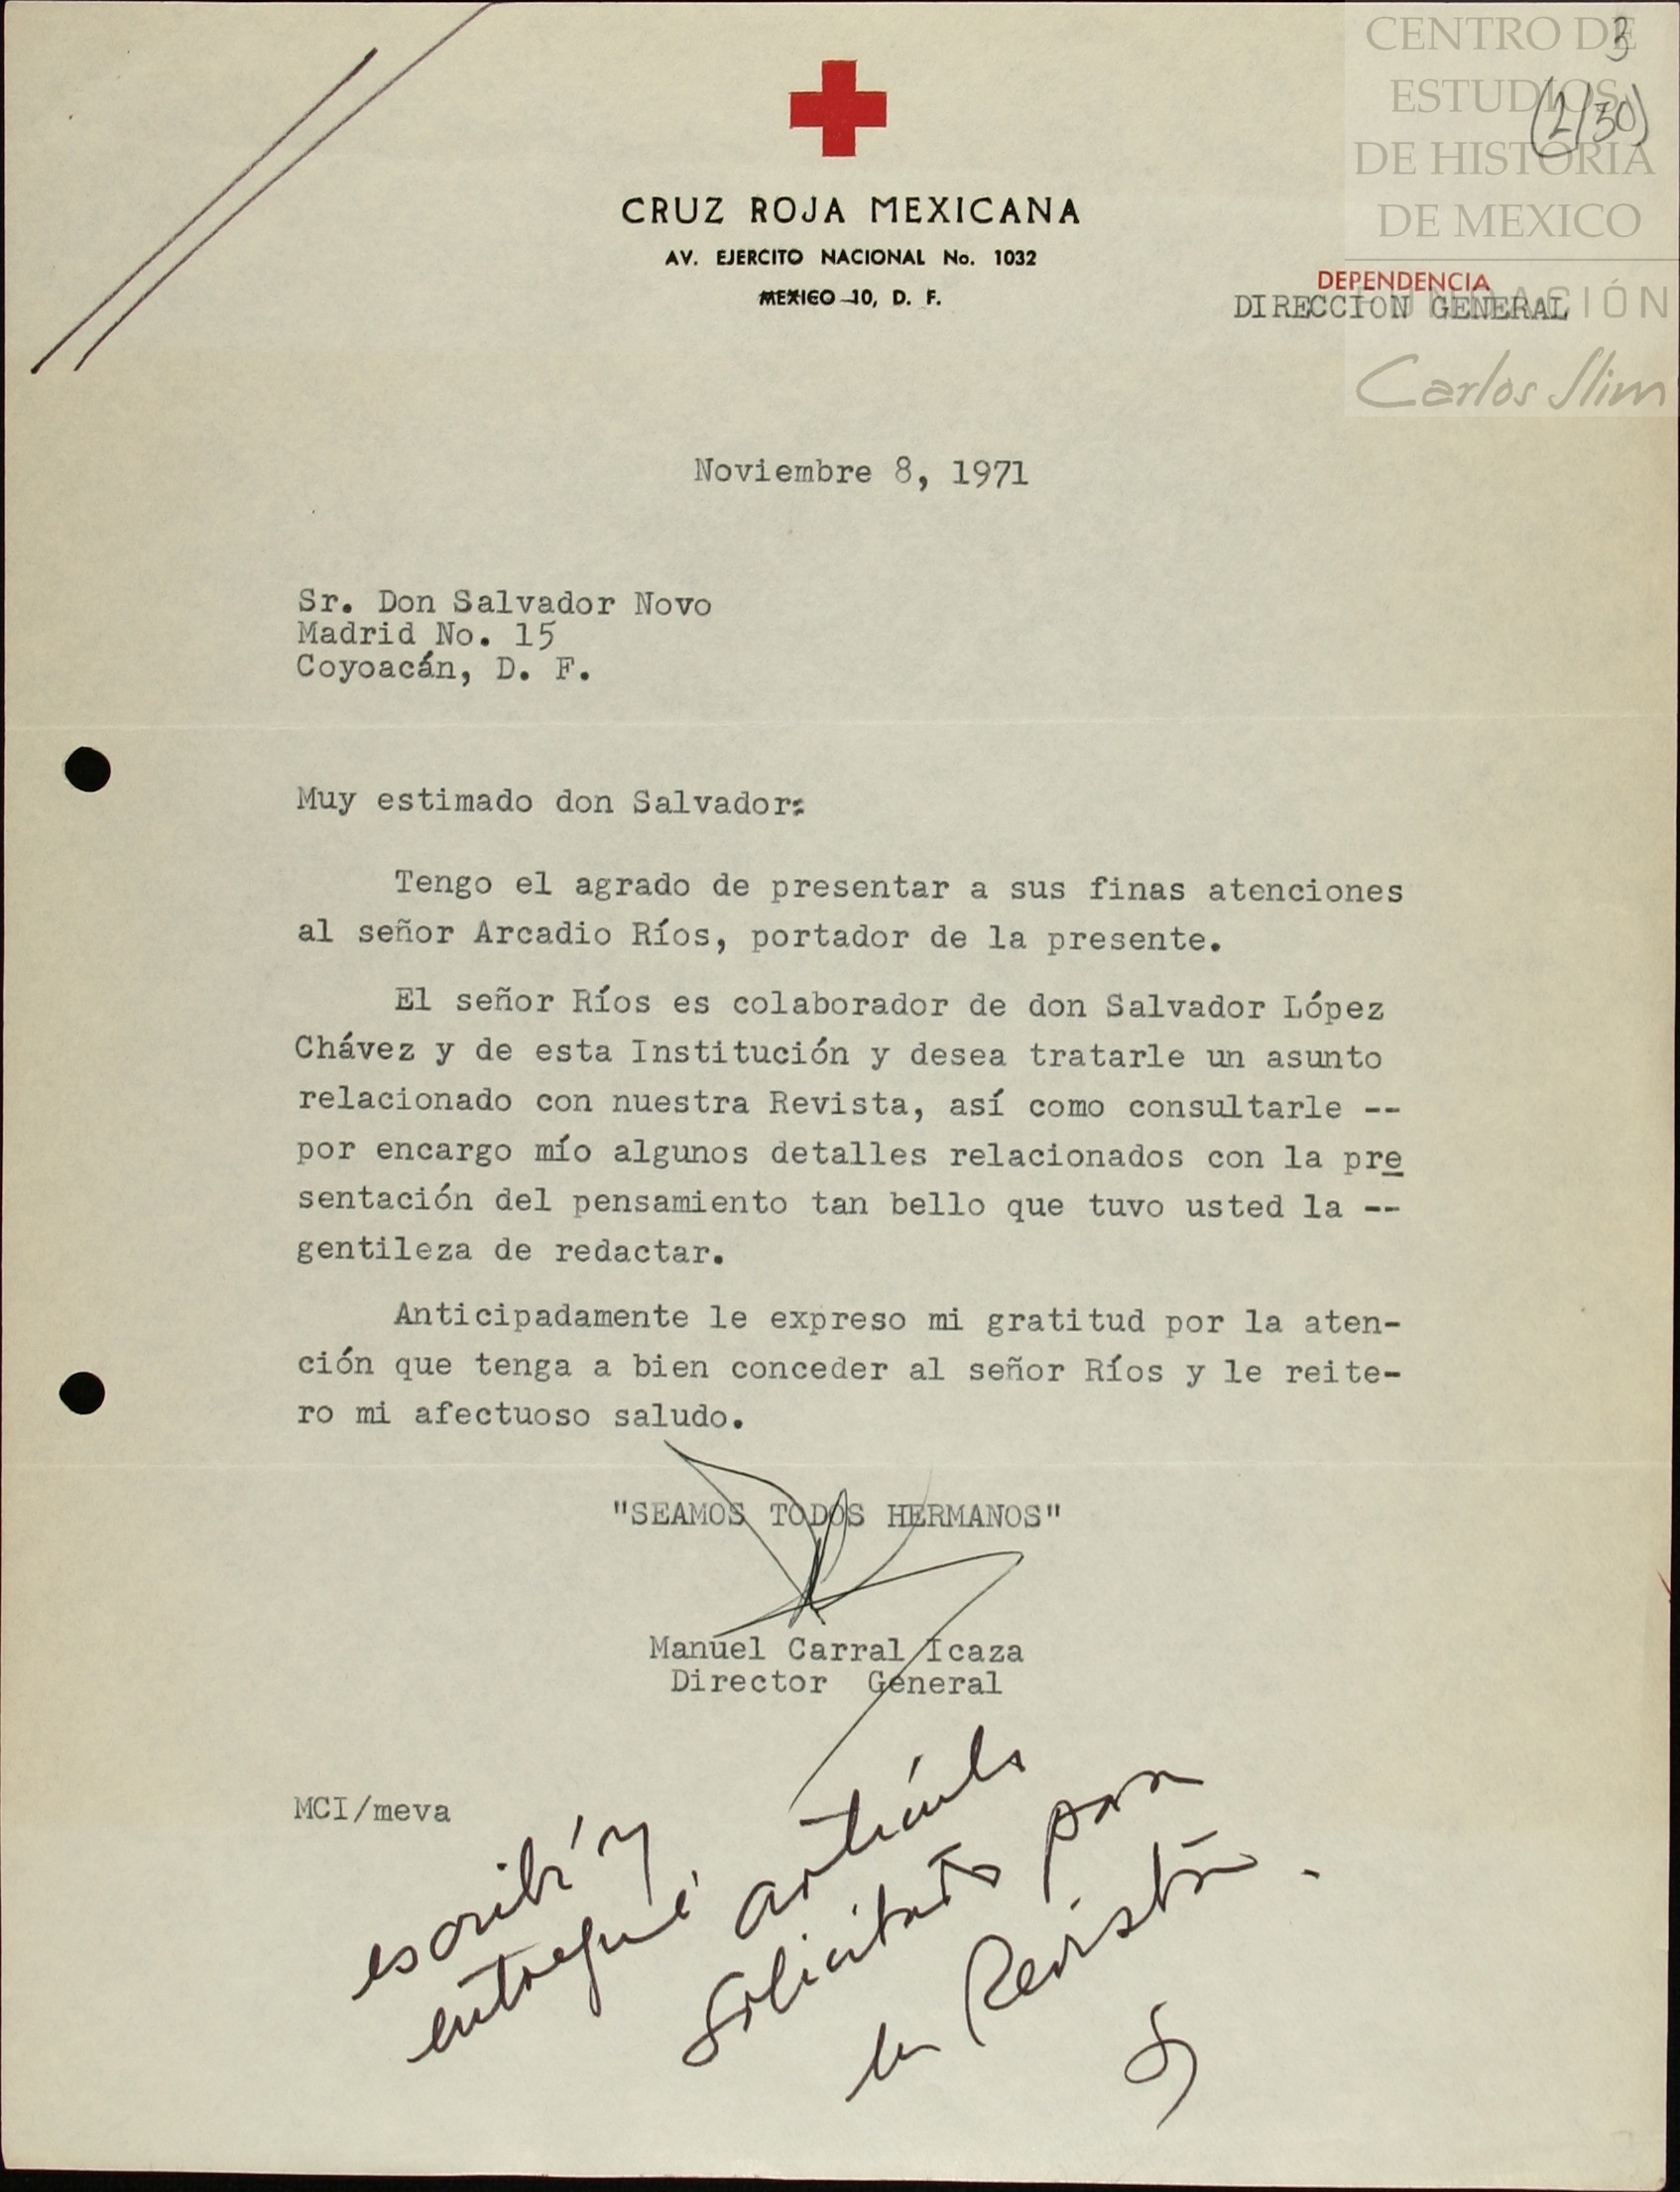 CENTRO DE
ESTUDIOS
DE HISTORIA
DE MEXICO
FUNDACIÓN
Carlos Slim
3
(2/30)
CRUZ ROJA MEXICANA
AV. EJERCITO NACIONAL No. 1032
MEXICO 10, D. F.
DEPENDENCIA
DIRECCION GENERAL
Noviembre 8, 1971
Sr. Don Salvador Novo
Madrid No. 15
Coyoacán, D. F.
Muy estimado don Salvador:
Tengo el agrado de presentar a sus finas atenciones
al señor Arcadio Ríos, portador de la presente.
El señor Ríos es colaborador de don Salvador López
Chávez y de esta Institución y desea tratarle un asunto
relacionado con nuestra Revista, así como consultarle --
por encargo mío algunos detalles relacionados con la pre
sentación del pensamiento tan bello que tuvo usted la --
gentileza de redactar.
Anticipadamente le expreso mi gratitud por la aten-
ción que tenga a bien conceder al señor Ríos y le reite-
ro mi afectuoso saludo.
"SEAMOS TODOS HERMANOS"
Manuel Carral Icaza
Director General
MCI/meva
escribí y
entregué artículo
solicitado para
la Revista.